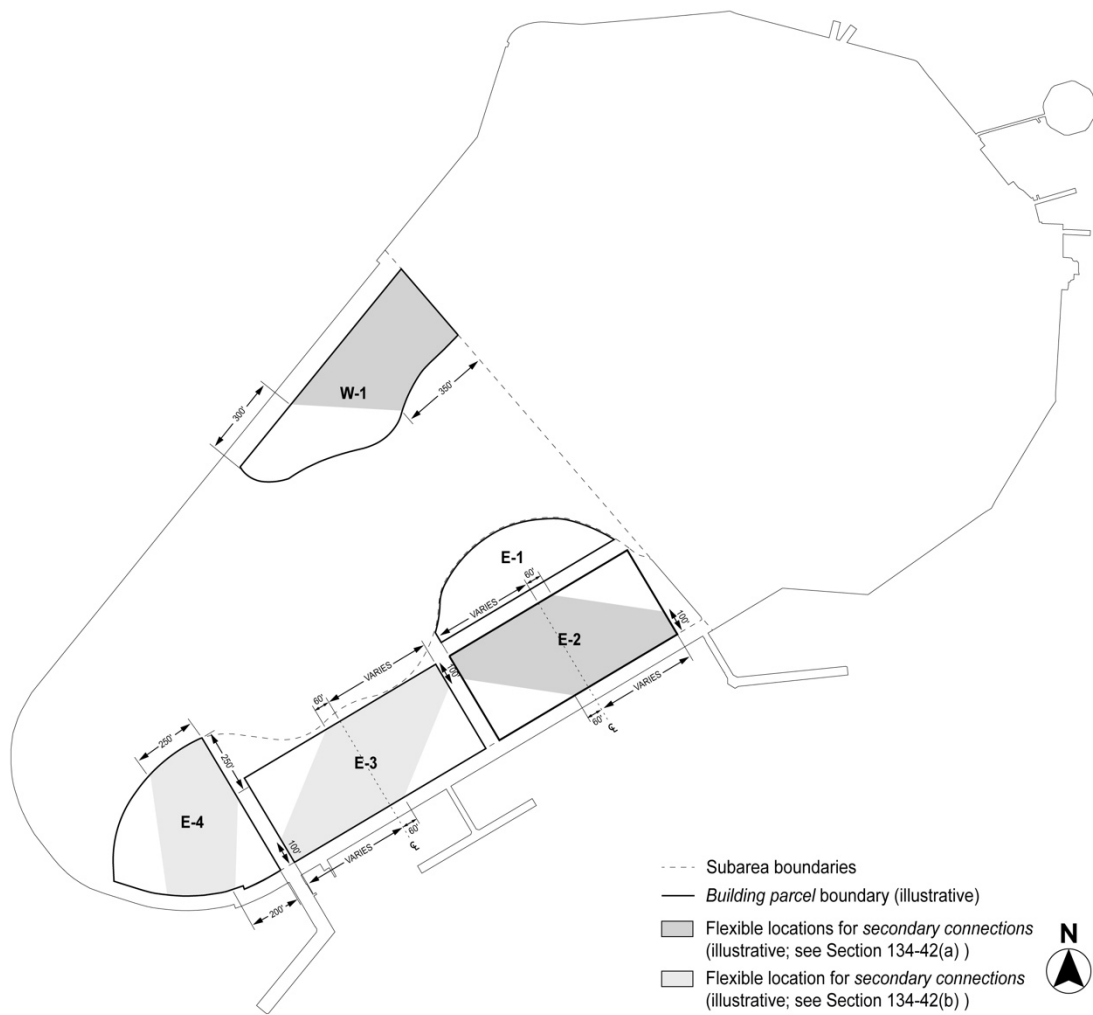 W-1
300'
350'
E-1
60'
VARIES
100'
E-2
VARIES
60'
100'
60'
VARIES
℄
250'
250'
E-3
E-4
100'
60'
VARIES
℄
200'
Subarea boundaries
Building parcel boundary (illustrative)
Flexible locations for secondary connections
(illustrative; see Section 134-42(a) )
Flexible location for secondary connections
(illustrative; see Section 134-42(b) )
N